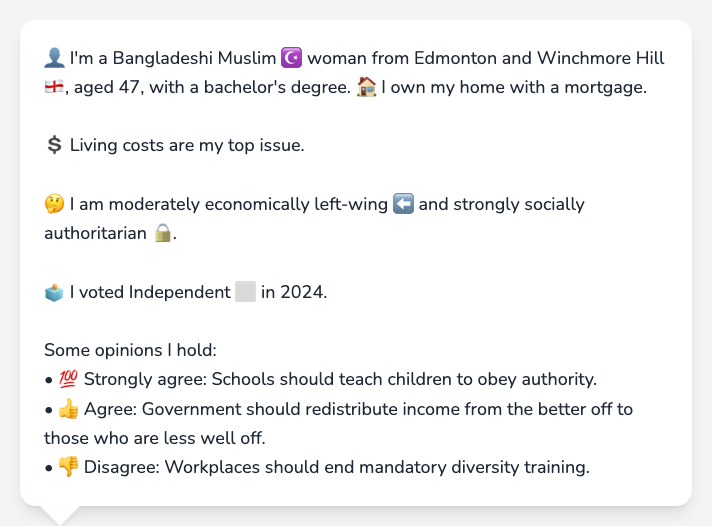 👤 I'm a Bangladeshi Muslim ☪️ woman from Edmonton and Winchmore Hill
🏴󠁧󠁢󠁥󠁮󠁧󠁿, aged 47, with a bachelor's degree. 🏠 I own my home with a mortgage.
💲 Living costs are my top issue.
🤔 I am moderately economically left-wing ⬅️ and strongly socially
authoritarian 🔒.
🗳️ I voted Independent ⬜ in 2024.
Some opinions I hold:
• 💯 Strongly agree: Schools should teach children to obey authority.
• 👍 Agree: Government should redistribute income from the better off to
those who are less well off.
• 👎 Disagree: Workplaces should end mandatory diversity training.